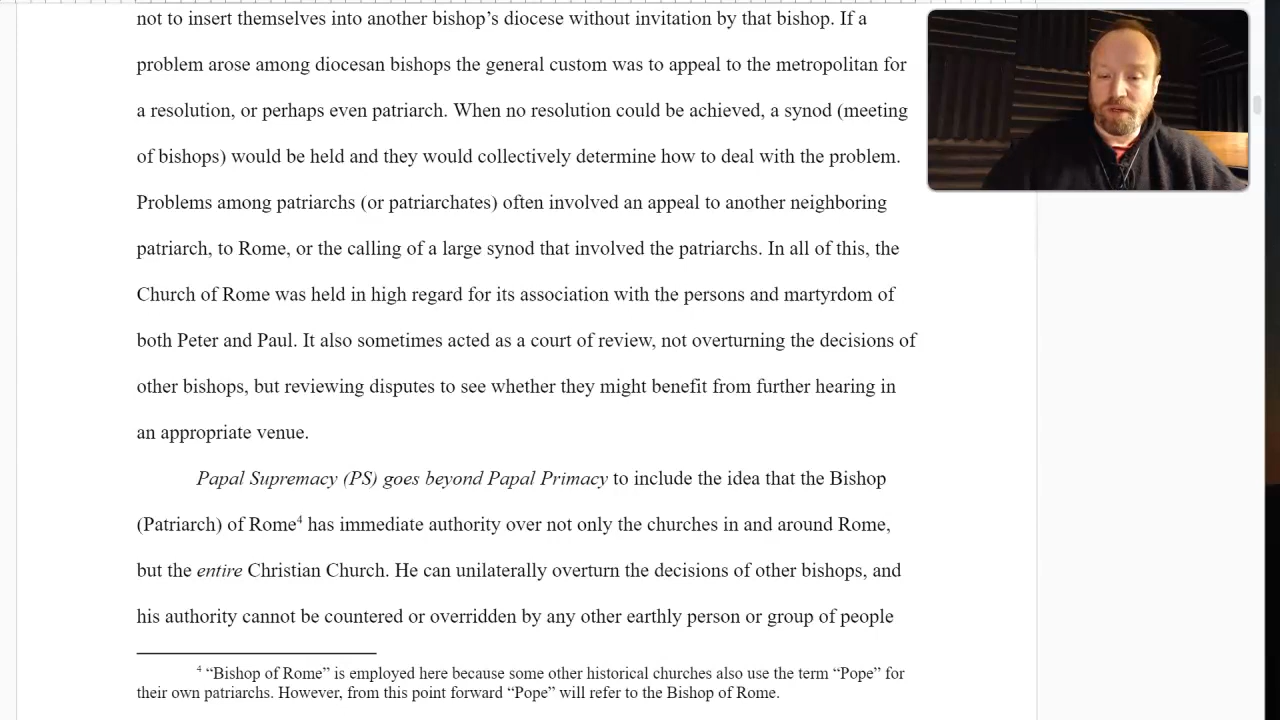 not to insert themselves into another bishop’s diocese without invitation by that bishop. If a
problem arose among diocesan bishops the general custom was to appeal to the metropolitan for
a resolution, or perhaps even patriarch. When no resolution could be achieved, a synod (meeting
of bishops) would be held and they would collectively determine how to deal with the problem.
Problems among patriarchs (or patriarchates) often involved an appeal to another neighboring
patriarch, to Rome, or the calling of a large synod that involved the patriarchs. In all of this, the
Church of Rome was held in high regard for its association with the persons and martyrdom of
both Peter and Paul. It also sometimes acted as a court of review, not overturning the decisions of
other bishops, but reviewing disputes to see whether they might benefit from further hearing in
an appropriate venue.
Papal Supremacy (PS) goes beyond Papal Primacy to include the idea that the Bishop
(Patriarch) of Rome⁴ has immediate authority over not only the churches in and around Rome,
but the entire Christian Church. He can unilaterally overturn the decisions of other bishops, and
his authority cannot be countered or overridden by any other earthly person or group of people
⁴ “Bishop of Rome” is employed here because some other historical churches also use the term “Pope” for
their own patriarchs. However, from this point forward “Pope” will refer to the Bishop of Rome.